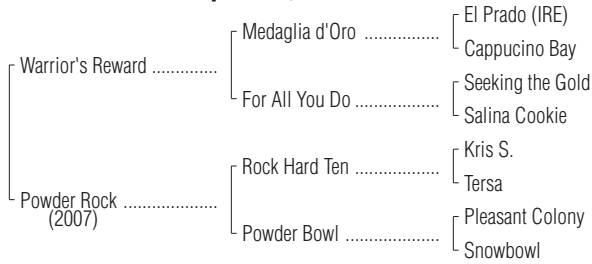 El Prado (IRE)
Medaglia d'Oro ................
Cappucino Bay
Warrior's Reward ..............
Seeking the Gold
For All You Do ..................
Salina Cookie
Kris S.
Rock Hard Ten ..................
Tersa
Powder Rock ....................
(2007)
Pleasant Colony
Powder Bowl ....................
Snowbowl